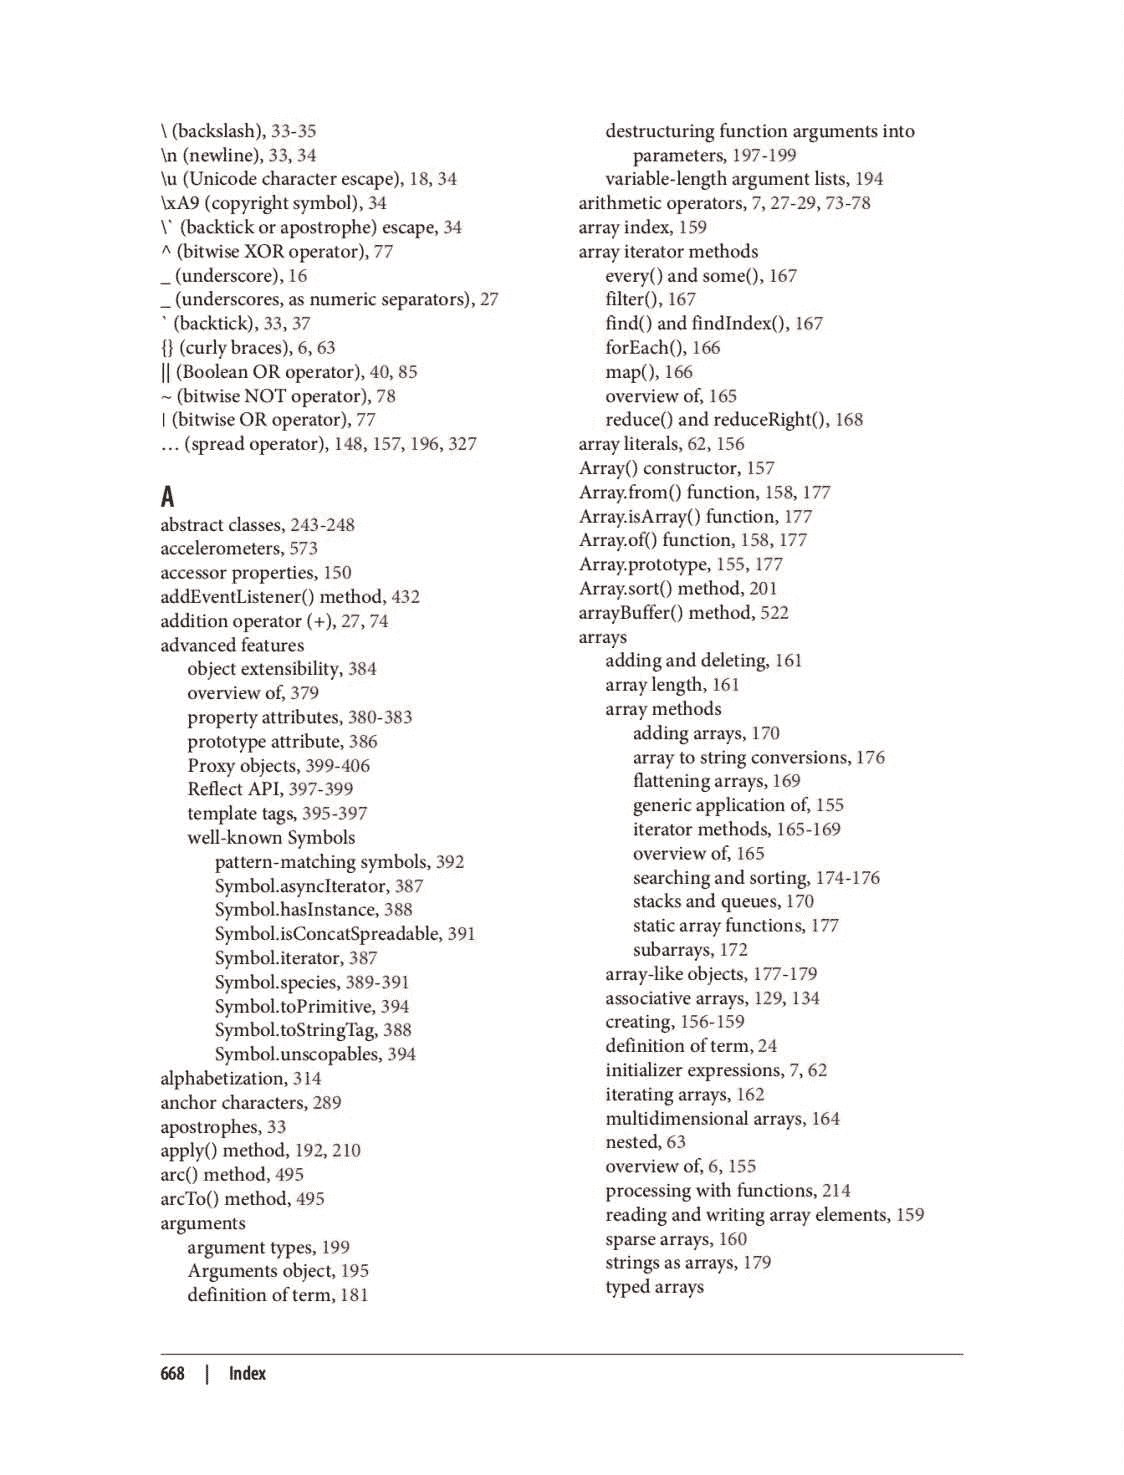 \ (backslash), 33-35
\n (newline), 33, 34
\u (Unicode character escape), 18, 34
\xA9 (copyright symbol), 34
\` (backtick or apostrophe) escape, 34
^ (bitwise XOR operator), 77
_ (underscore), 16
_ (underscores, as numeric separators), 27
` (backtick), 33, 37
{} (curly braces), 6, 63
|| (Boolean OR operator), 40, 85
~ (bitwise NOT operator), 78
| (bitwise OR operator), 77
… (spread operator), 148, 157, 196, 327
A
abstract classes, 243-248
accelerometers, 573
accessor properties, 150
addEventListener() method, 432
addition operator (+), 27, 74
advanced features
object extensibility, 384
overview of, 379
property attributes, 380-383
prototype attribute, 386
Proxy objects, 399-406
Reflect API, 397-399
template tags, 395-397
well-known Symbols
pattern-matching symbols, 392
Symbol.asyncIterator, 387
Symbol.hasInstance, 388
Symbol.isConcatSpreadable, 391
Symbol.iterator, 387
Symbol.species, 389-391
Symbol.toPrimitive, 394
Symbol.toStringTag, 388
Symbol.unscopables, 394
alphabetization, 314
anchor characters, 289
apostrophes, 33
apply() method, 192, 210
arc() method, 495
arcTo() method, 495
arguments
argument types, 199
Arguments object, 195
definition of term, 181
destructuring function arguments into
parameters, 197-199
variable-length argument lists, 194
arithmetic operators, 7, 27-29, 73-78
array index, 159
array iterator methods
every() and some(), 167
filter(), 167
find() and findIndex(), 167
forEach(), 166
map(), 166
overview of, 165
reduce() and reduceRight(), 168
array literals, 62, 156
Array() constructor, 157
Array.from() function, 158, 177
Array.isArray() function, 177
Array.of() function, 158, 177
Array.prototype, 155, 177
Array.sort() method, 201
arrayBuffer() method, 522
arrays
adding and deleting, 161
array length, 161
array methods
adding arrays, 170
array to string conversions, 176
flattening arrays, 169
generic application of, 155
iterator methods, 165-169
overview of, 165
searching and sorting, 174-176
stacks and queues, 170
static array functions, 177
subarrays, 172
array-like objects, 177-179
associative arrays, 129, 134
creating, 156-159
definition of term, 24
initializer expressions, 7, 62
iterating arrays, 162
multidimensional arrays, 164
nested, 63
overview of, 6, 155
processing with functions, 214
reading and writing array elements, 159
sparse arrays, 160
strings as arrays, 179
typed arrays
668 | Index